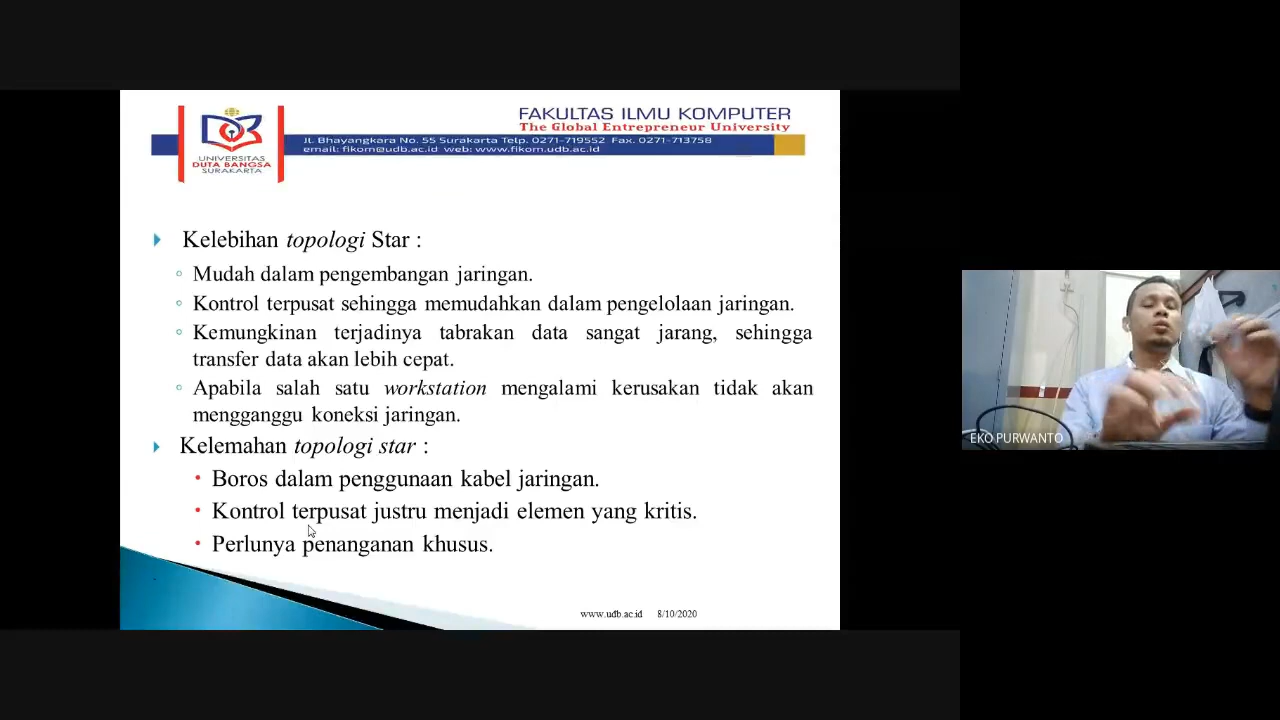 FAKULTAS ILMU KOMPUTER
The Global Entrepreneur University
Jl. Bhayangkara No. 55 Surakarta Telp. 0271-719552 Fax. 0271-713758
email: fikom@udb.ac.id web: www.fikom.udb.ac.id
UNIVERSITAS
DUTA BANGSA
SURAKARTA
Kelebihan topologi Star :
Mudah dalam pengembangan jaringan.
Kontrol terpusat sehingga memudahkan dalam pengelolaan jaringan.
Kemungkinan terjadinya tabrakan data sangat jarang, sehingga
transfer data akan lebih cepat.
Apabila salah satu workstation mengalami kerusakan tidak akan
mengganggu koneksi jaringan.
Kelemahan topologi star :
Boros dalam penggunaan kabel jaringan.
Kontrol terpusat justru menjadi elemen yang kritis.
Perlunya penanganan khusus.
www.udb.ac.id 8/10/2020
EKO PURWANTO